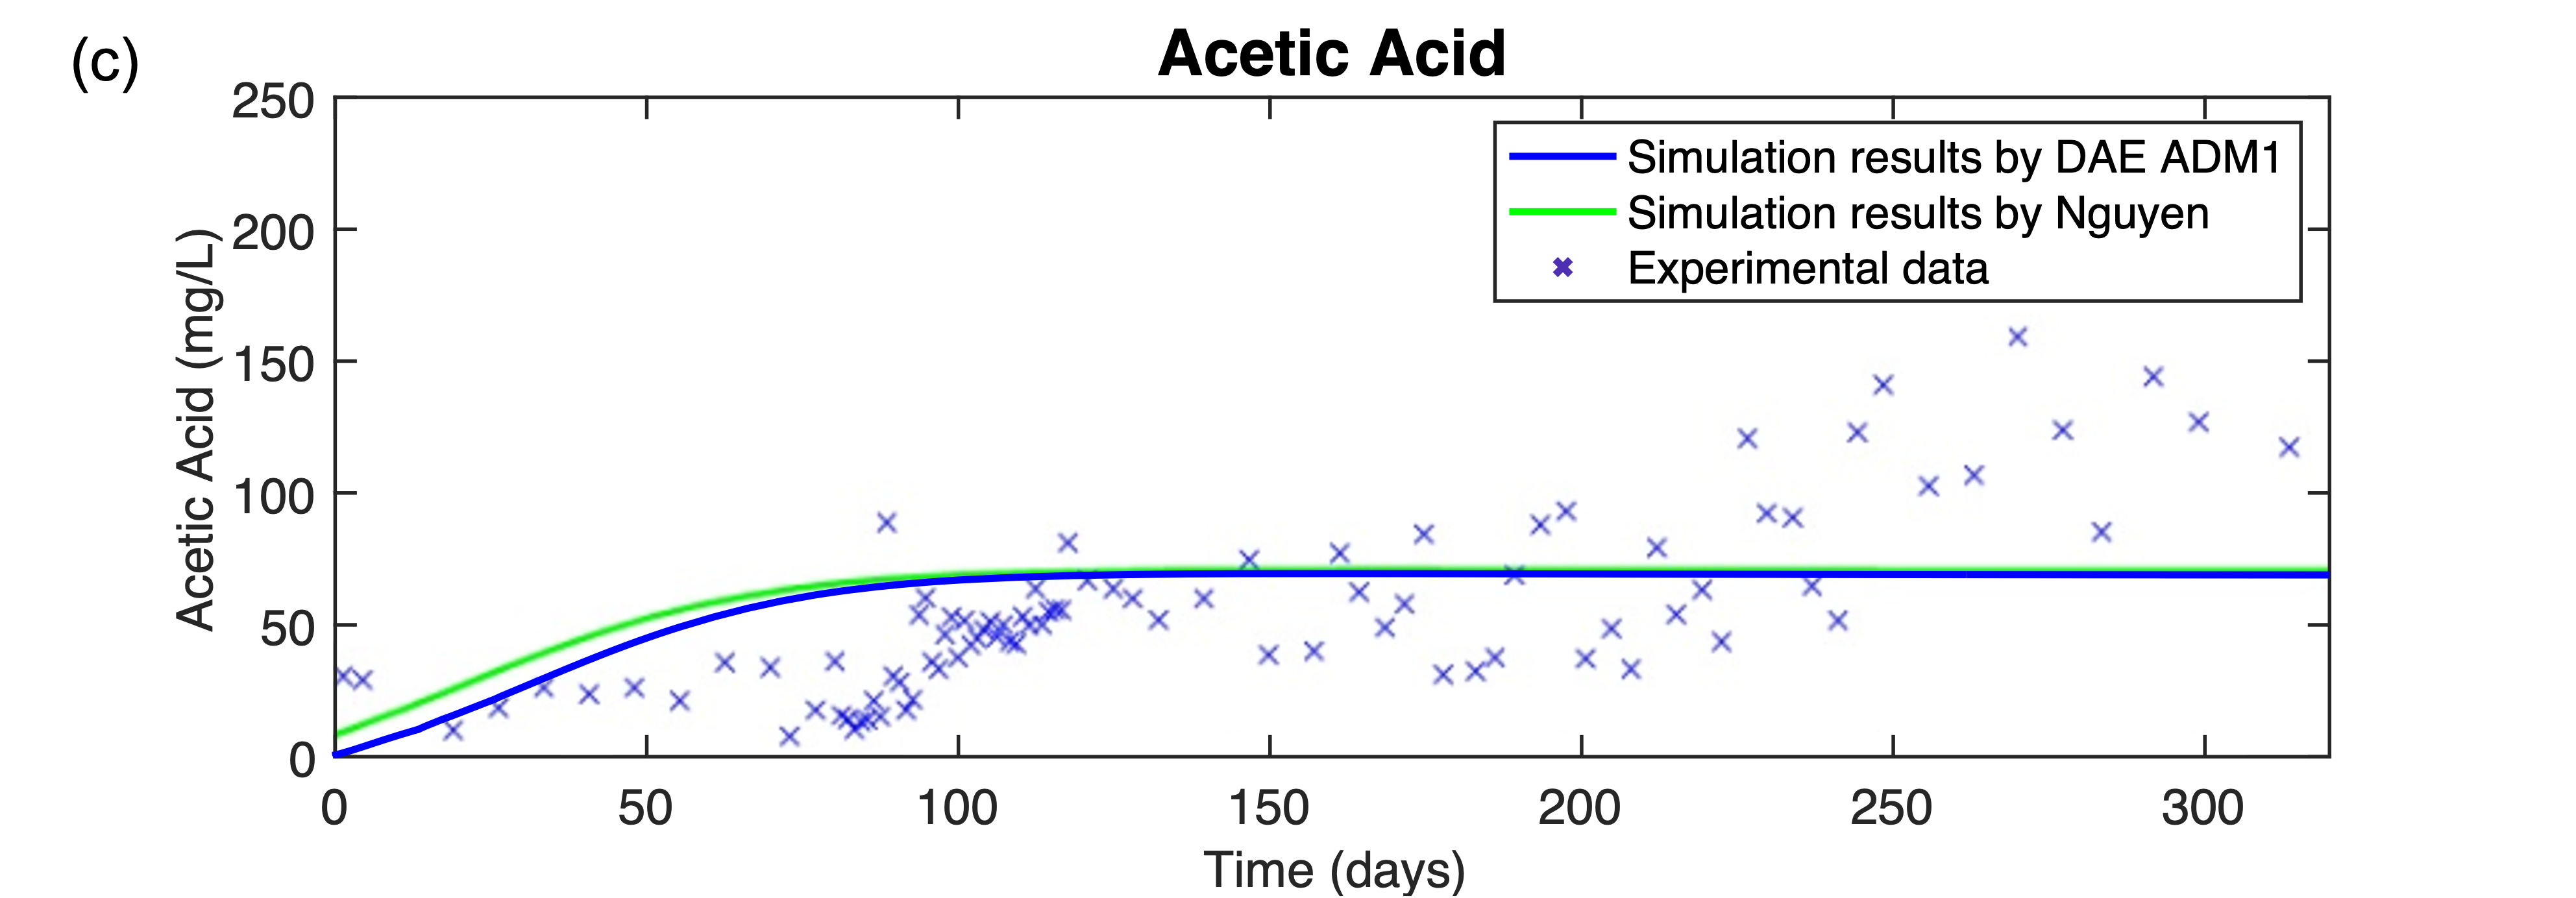 (c)
Acetic Acid
250
200
150
100
50
0
Acetic Acid (mg/L)
Simulation results by DAE ADM1
Simulation results by Nguyen
Experimental data
0 50 100 150 200 250 300
Time (days)